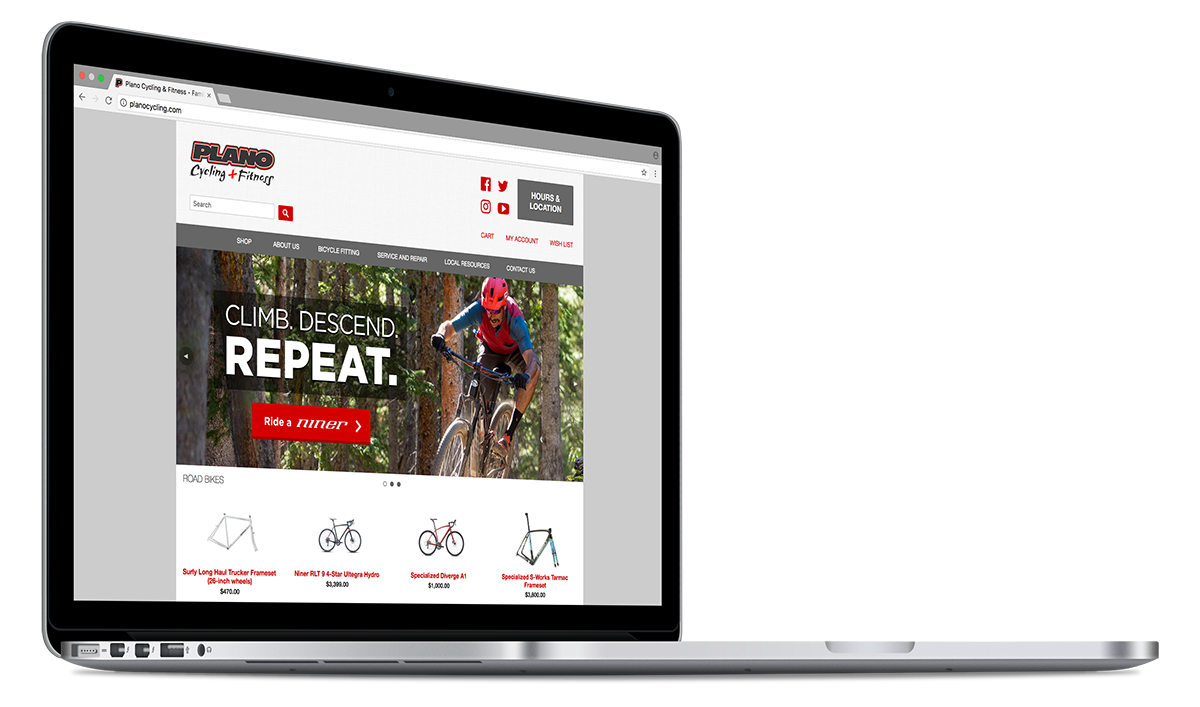 Plano Cycling & Fitness - Fami
planocycling.com
PLANO
Cycling + Fitness
Search
HOURS &
LOCATION
CART MY ACCOUNT WISH LIST
SHOP ABOUT US BICYCLE FITTING SERVICE AND REPAIR LOCAL RESOURCES CONTACT US
CLIMB. DESCEND.
REPEAT.
Ride a niner
ROAD BIKES
Surly Long Haul Trucker Frameset
(26-inch wheels)
$470.00
Niner RLT 9 4-Star Ultegra Hydro
$3,399.00
Specialized Diverge A1
$1,000.00
Specialized S-Works Tarmac
Frameset
$3,800.00